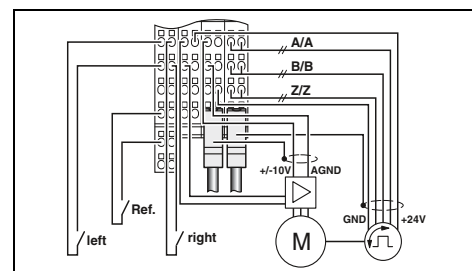 A/A
B/B
Z/Z
+/-10V AGND
GND +24V
Ref.
left right
M